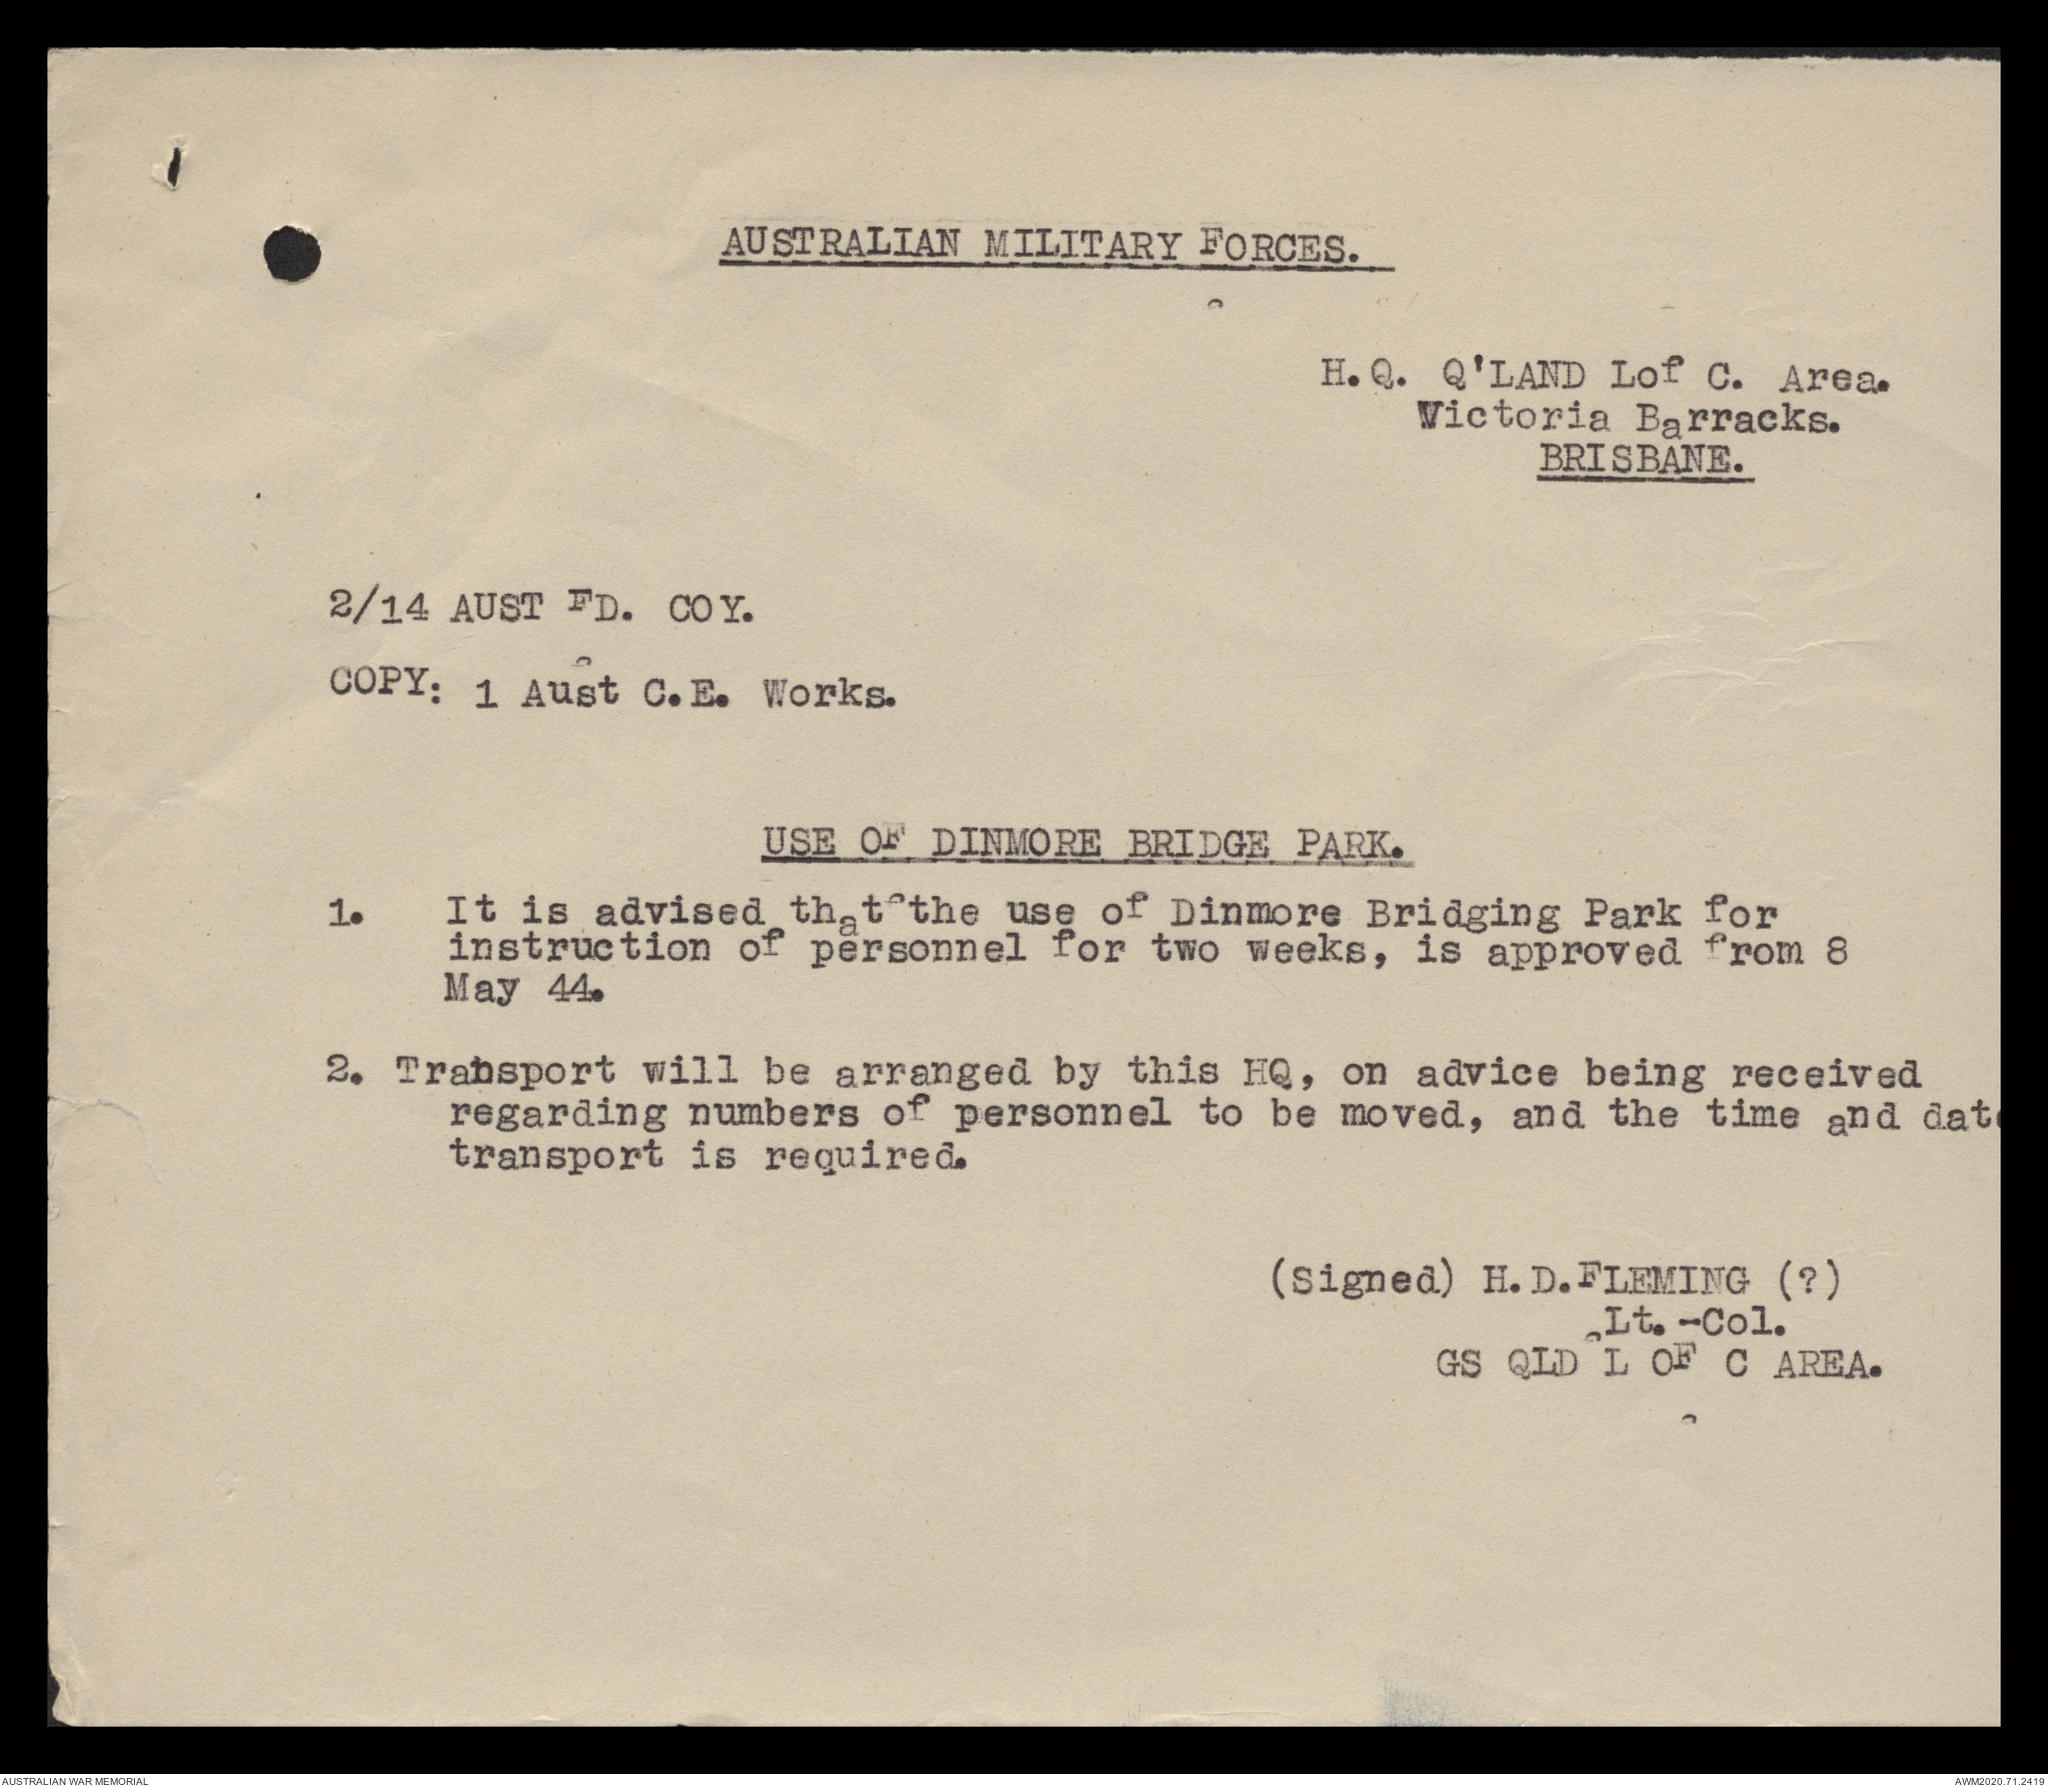 AUSTRALIAN MILITARY FORCES.
H.Q. Q'LAND Lof C. Area.
Victoria Barracks.
BRISBANE.
2/14 AUST FD. COY.
COPY: 1 Aust C.E. Works.
USE OF DINMORE BRIDGE PARK.
1. It is advised that the use of Dinmore Bridging Park for
instruction of personnel for two weeks, is approved from 8
May 44.
2. Transport will be arranged by this HQ, on advice being received
regarding numbers of personnel to be moved, and the time and date
transport is required.
(Signed) H.D.FLEMING (?)
Lt.-Col.
GS QLD L OF C AREA.
AUSTRALIAN WAR MEMORIAL
AWM2020.71.2419